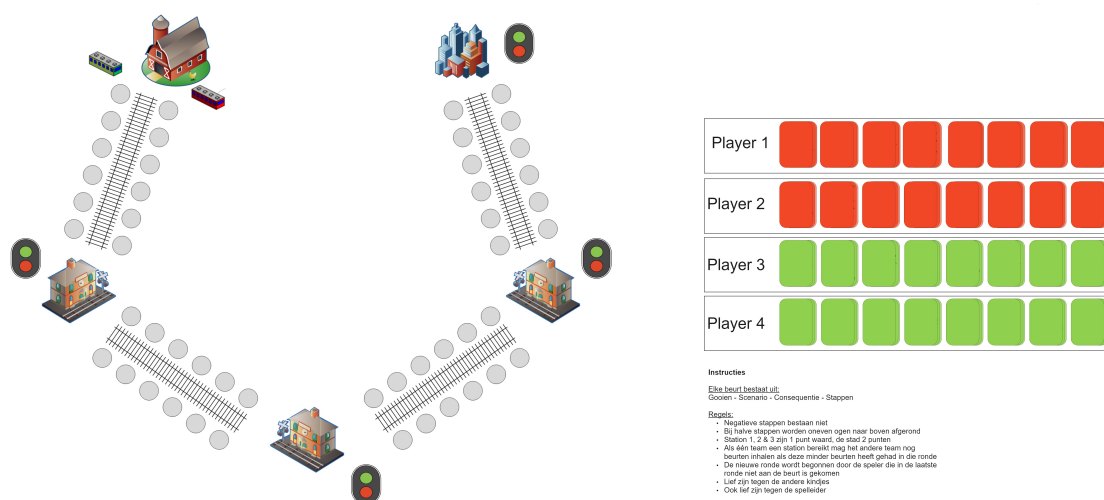 Player 1
Player 2
Player 3
Player 4
Instructies
Elke beurt bestaat uit:
Gooien - Scenario - Consequentie - Stappen
Regels:
• Negatieve stappen bestaan niet
• Bij halve stappen worden oneven ogen naar boven afgerond
• Station 1, 2 & 3 zijn 1 punt waard, de stad 2 punten
• Als één team een station bereikt mag het andere team nog
beurten inhalen als deze minder beurten heeft gehad in die ronde
• De nieuwe ronde wordt begonnen door de speler die in de laatste
ronde niet aan de beurt is gekomen
• Lief zijn tegen de andere kindjes
• Ook lief zijn tegen de spelleider